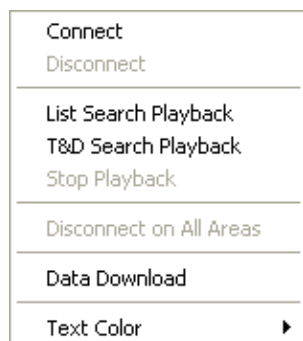 Connect
Disconnect
List Search Playback
T&D Search Playback
Stop Playback
Disconnect on All Areas
Data Download
Text Color